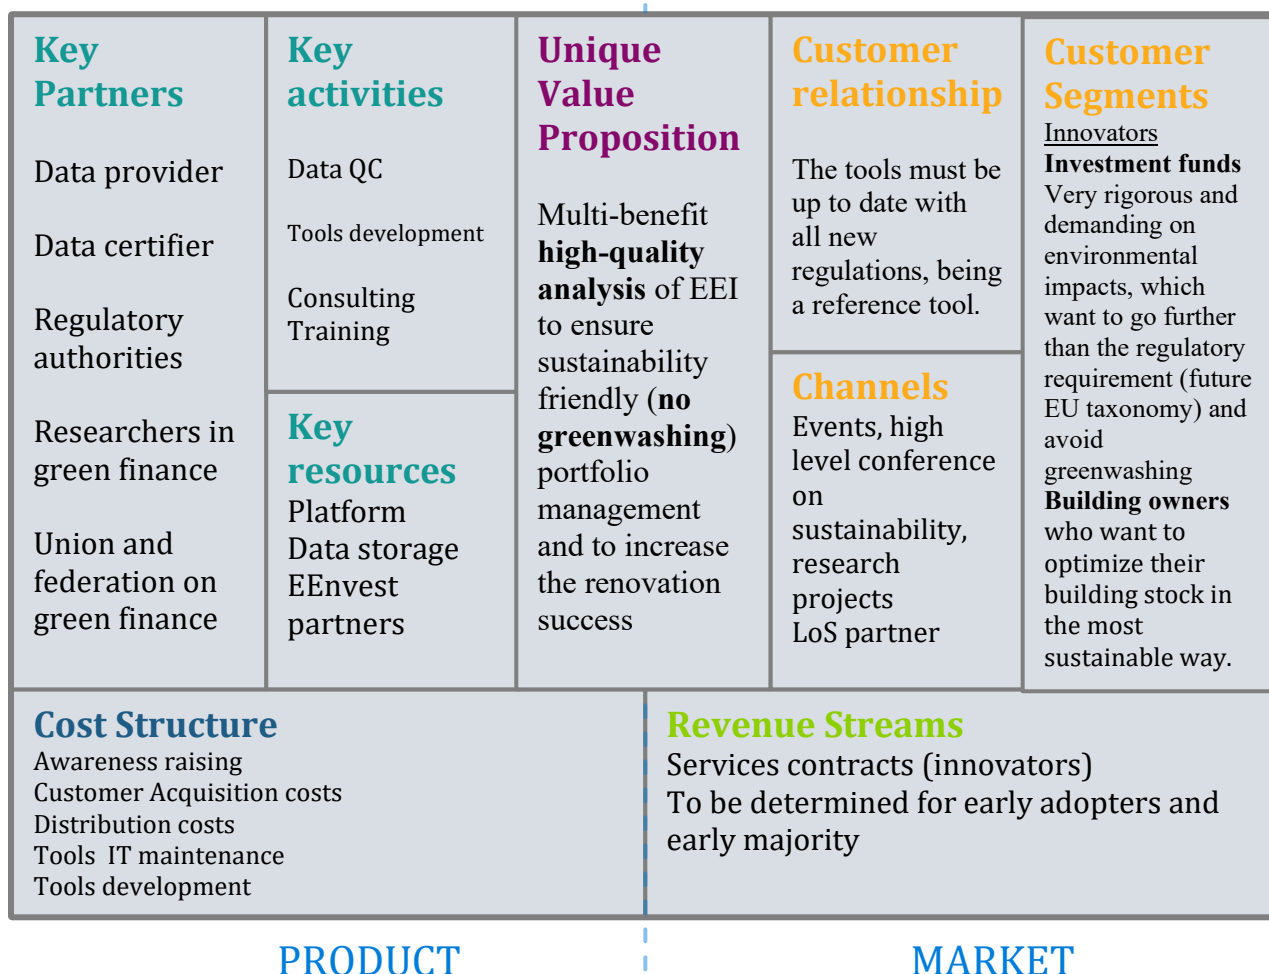 Key
Partners
Data provider
Data certifier
Regulatory
authorities
Researchers in
green finance
Union and
federation on
green finance
Key
activities
Data QC
Tools development
Consulting
Training
Key
resources
Platform
Data storage
EEnvest
partners
Unique
Value
Proposition
Multi-benefit
high-quality
analysis of EEI
to ensure
sustainability
friendly (no
greenwashing)
portfolio
management
and to increase
the renovation
success
Customer
relationship
The tools must be
up to date with
all new
regulations, being
a reference tool.
Channels
Events, high
level conference
on
sustainability,
research
projects
LoS partner
Customer
Segments
Innovators
Investment funds
Very rigorous and
demanding on
environmental
impacts, which
want to go further
than the regulatory
requirement (future
EU taxonomy) and
avoid
greenwashing
Building owners
who want to
optimize their
building stock in
the most
sustainable way.
Cost Structure
Awareness raising
Customer Acquisition costs
Distribution costs
Tools IT maintenance
Tools development
Revenue Streams
Services contracts (innovators)
To be determined for early adopters and
early majority
PRODUCT
MARKET